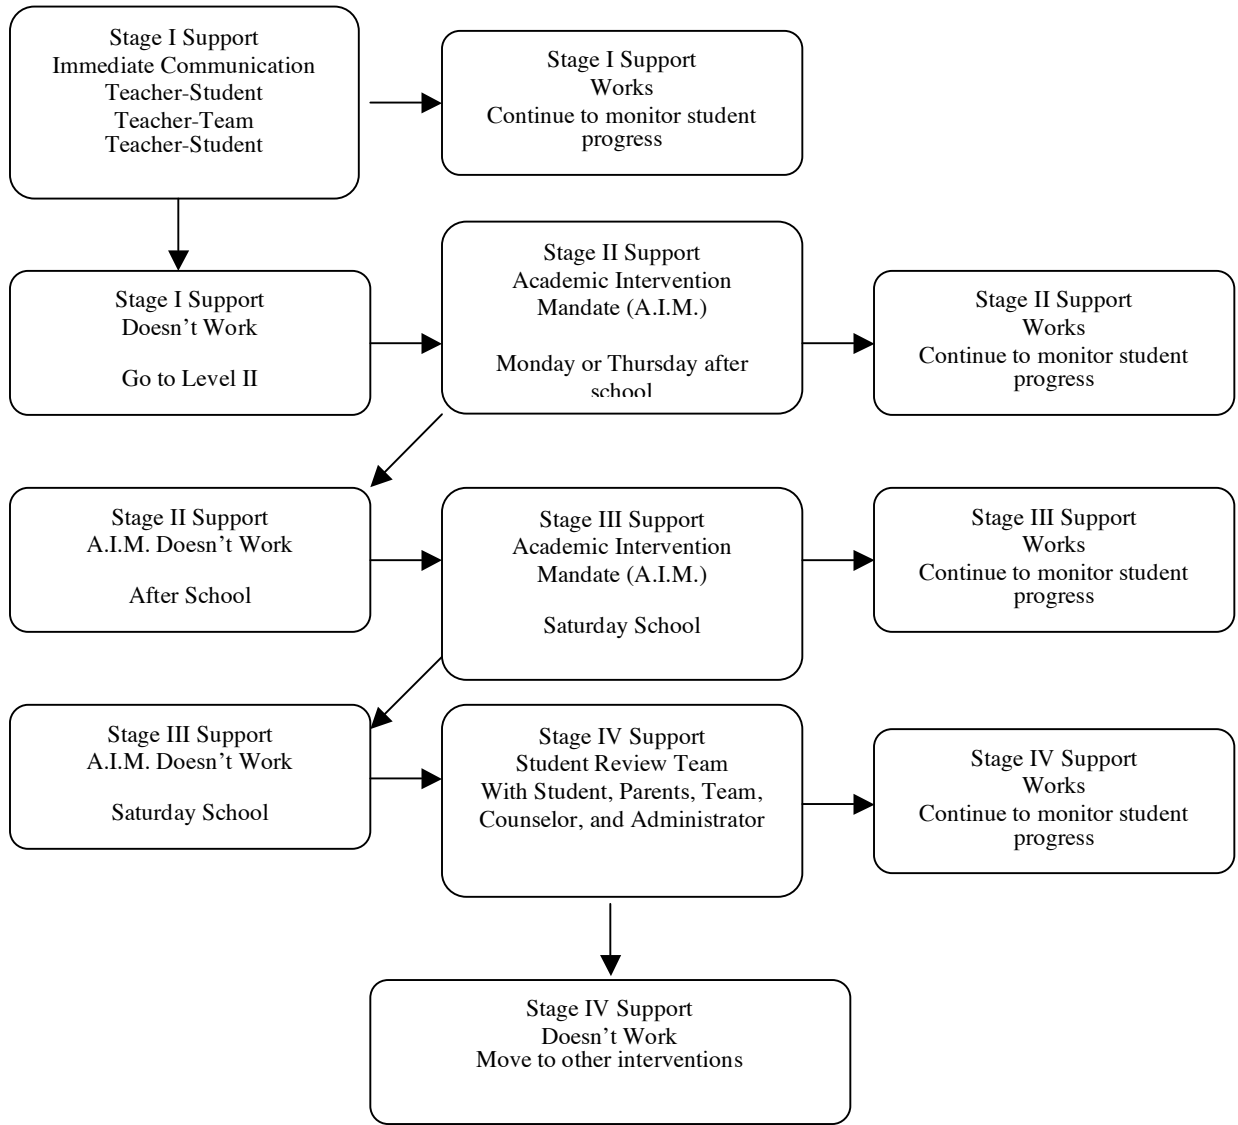 Stage I Support
Immediate Communication
Teacher-Student
Teacher-Team
Teacher-Student
Stage I Support
Works
Continue to monitor student
progress
Stage I Support
Doesn’t Work
Go to Level II
Stage II Support
Academic Intervention
Mandate (A.I.M.)
Monday or Thursday after
school
Stage II Support
Works
Continue to monitor student
progress
Stage II Support
A.I.M. Doesn’t Work
After School
Stage III Support
Academic Intervention
Mandate (A.I.M.)
Saturday School
Stage III Support
Works
Continue to monitor student
progress
Stage III Support
A.I.M. Doesn’t Work
Saturday School
Stage IV Support
Student Review Team
With Student, Parents, Team,
Counselor, and Administrator
Stage IV Support
Works
Continue to monitor student
progress
Stage IV Support
Doesn’t Work
Move to other interventions